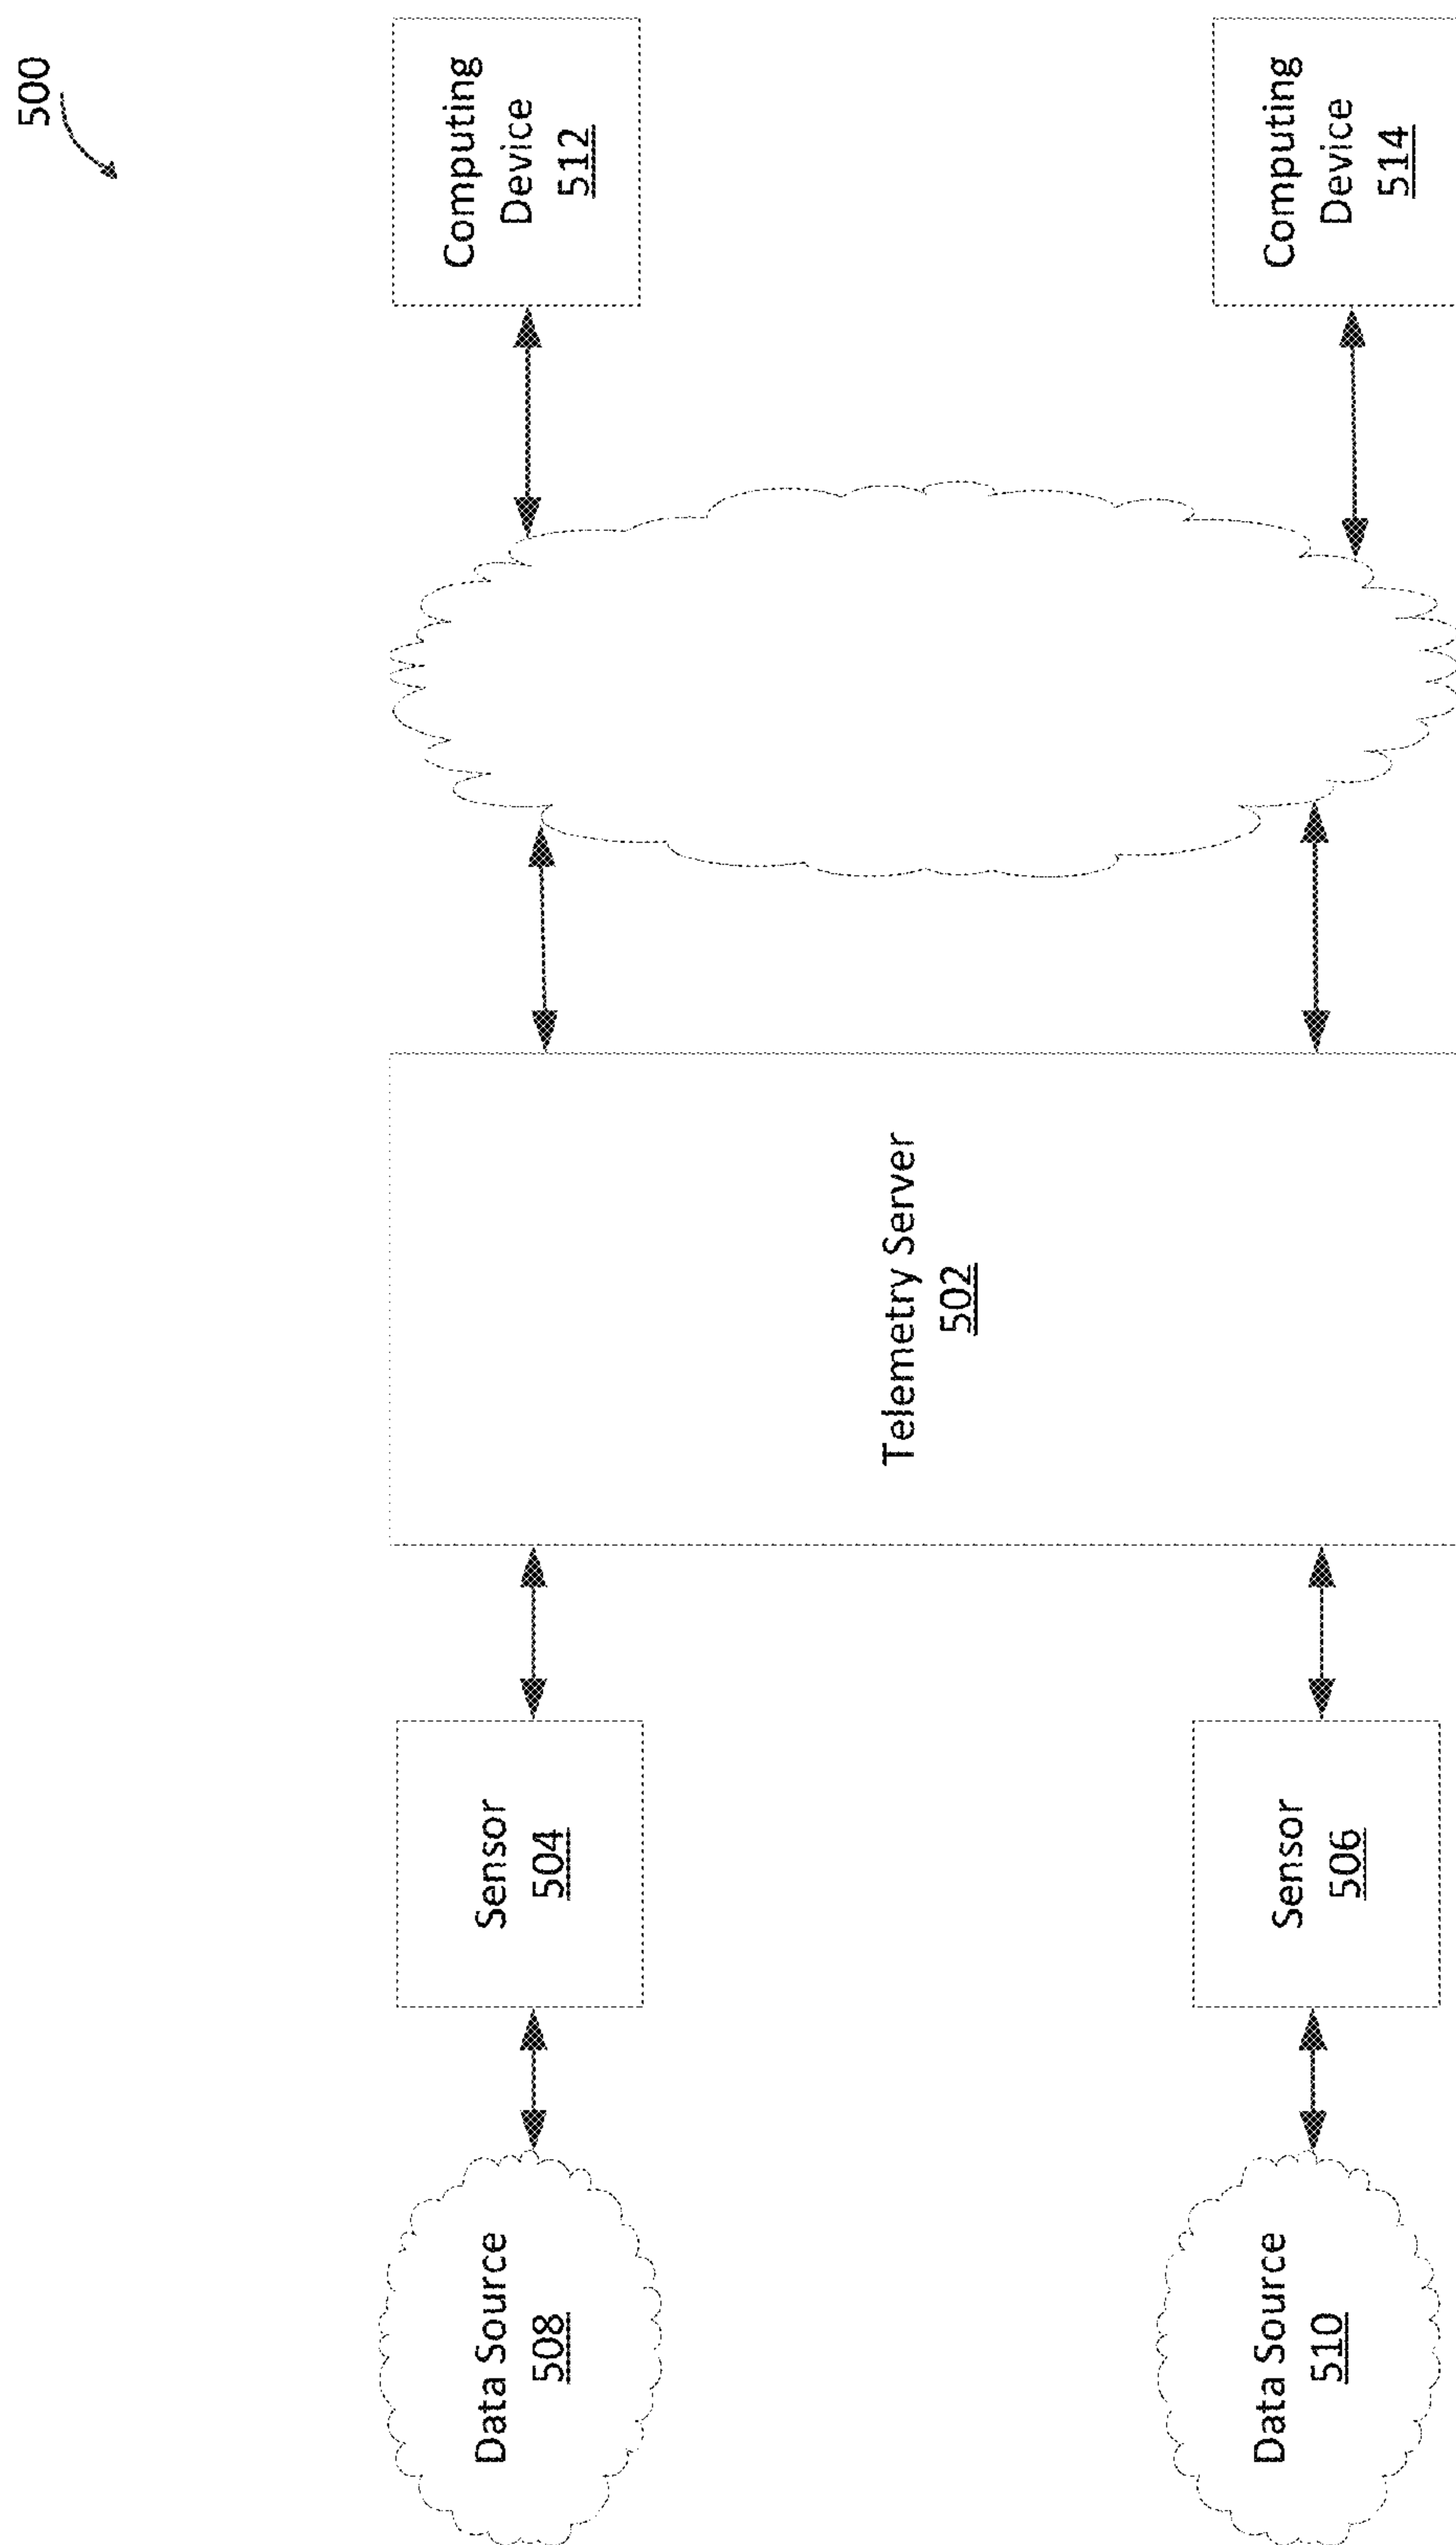 500
Data Source
508
Sensor
504
Telemetry Server
502
Computing
Device
512
Data Source
510
Sensor
506
Computing
Device
514